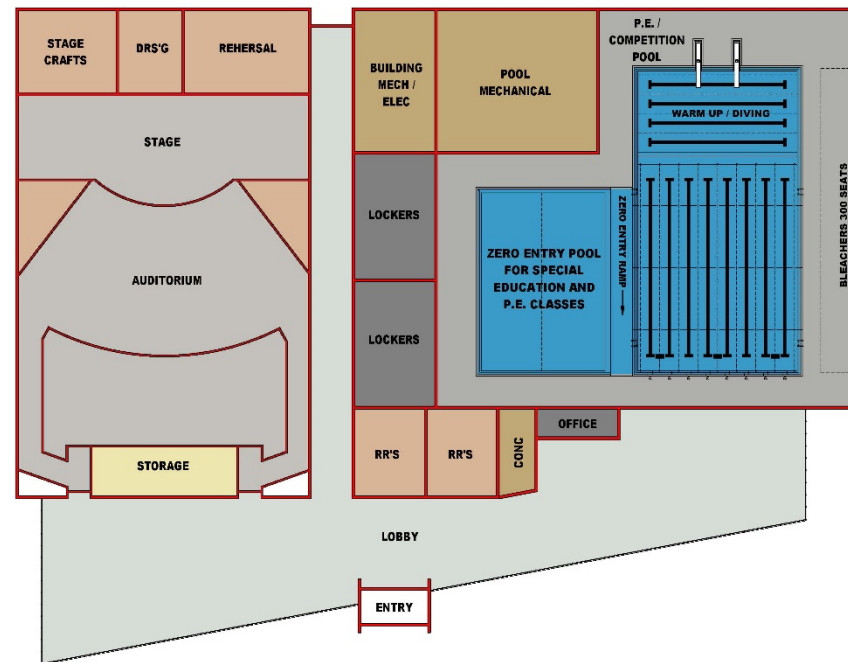 STAGE
CRAFTS
DRS'G
REHERSAL
BUILDING
MECH /
ELEC
POOL
MECHANICAL
P.E. /
COMPETITION
POOL
WARM UP / DIVING
STAGE
LOCKERS
ZERO ENTRY POOL
FOR SPECIAL
EDUCATION AND
P.E. CLASSES
ZERO ENTRY RAMP
BLEACHERS 300 SEATS
AUDITORIUM
LOCKERS
STORAGE
RR'S
RR'S
CONC
OFFICE
LOBBY
ENTRY